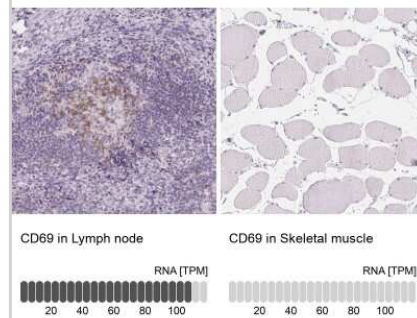 CD69 in Lymph node
RNA [TPM]
20 40 60 80 100
CD69 in Skeletal muscle
RNA [TPM]
20 40 60 80 100